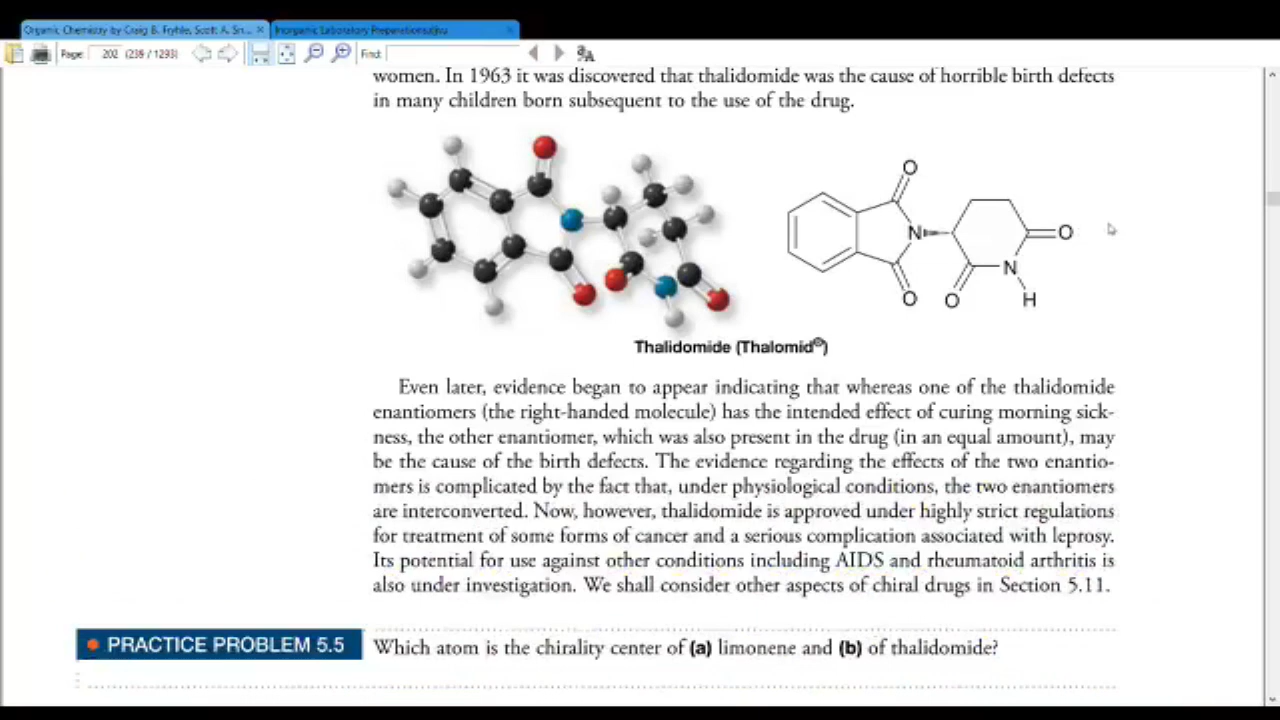 Organic Chemistry by Craig B. Fryhle, Scott A. Sn... ×
Inorganic Laboratory Preparations
Page: 202 (239 / 1293) Find:
women. In 1963 it was discovered that thalidomide was the cause of horrible birth defects
in many children born subsequent to the use of the drug.
O
N
O
O
N
O
H
Thalidomide (Thalomid®)
Even later, evidence began to appear indicating that whereas one of the thalidomide
enantiomers (the right-handed molecule) has the intended effect of curing morning sick-
ness, the other enantiomer, which was also present in the drug (in an equal amount), may
be the cause of the birth defects. The evidence regarding the effects of the two enantio-
mers is complicated by the fact that, under physiological conditions, the two enantiomers
are interconverted. Now, however, thalidomide is approved under highly strict regulations
for treatment of some forms of cancer and a serious complication associated with leprosy.
Its potential for use against other conditions including AIDS and rheumatoid arthritis is
also under investigation. We shall consider other aspects of chiral drugs in Section 5.11.
• PRACTICE PROBLEM 5.5 Which atom is the chirality center of (a) limonene and (b) of thalidomide?